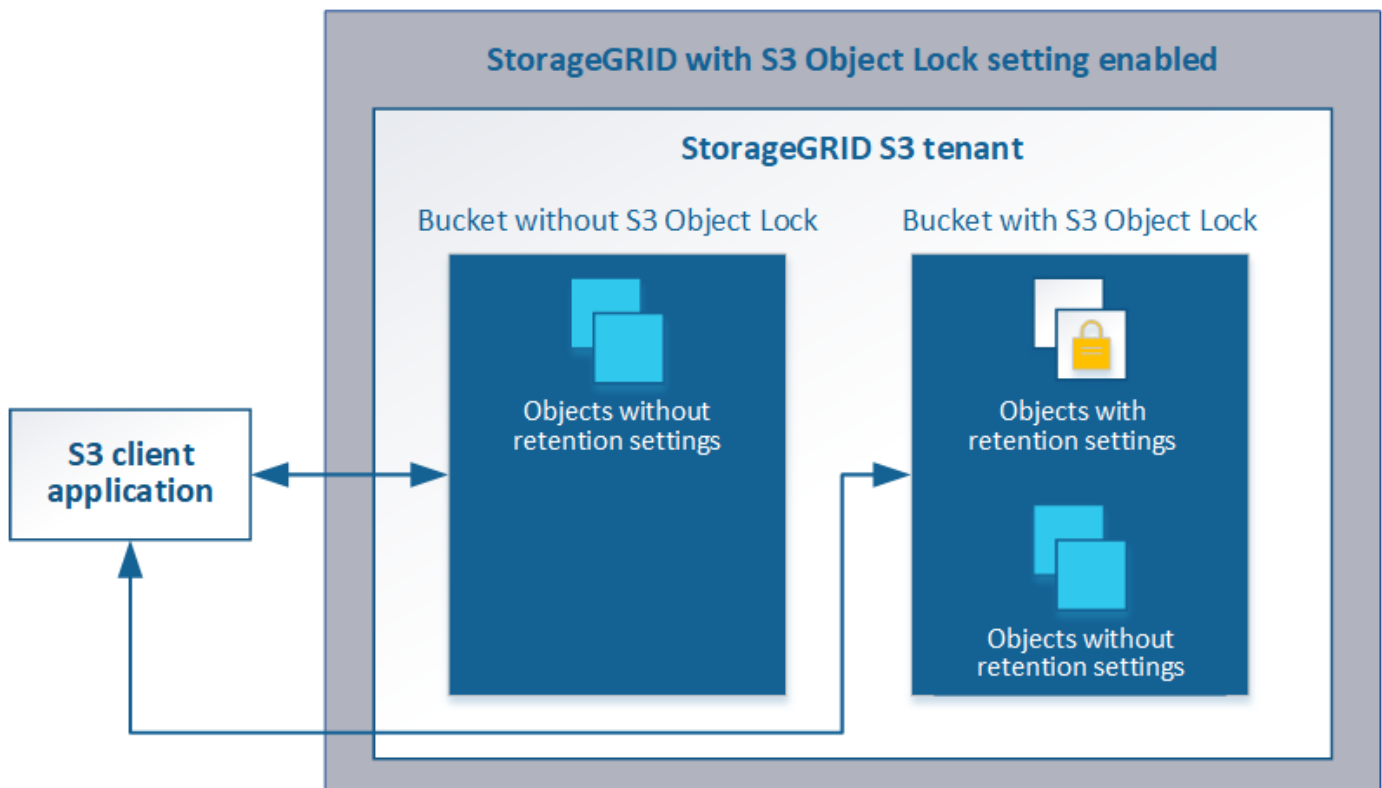 StorageGRID with S3 Object Lock setting enabled
StorageGRID S3 tenant
Bucket without S3 Object Lock
Bucket with S3 Object Lock
Objects without
retention settings
Objects with
retention settings
S3 client
application
Objects without
retention settings